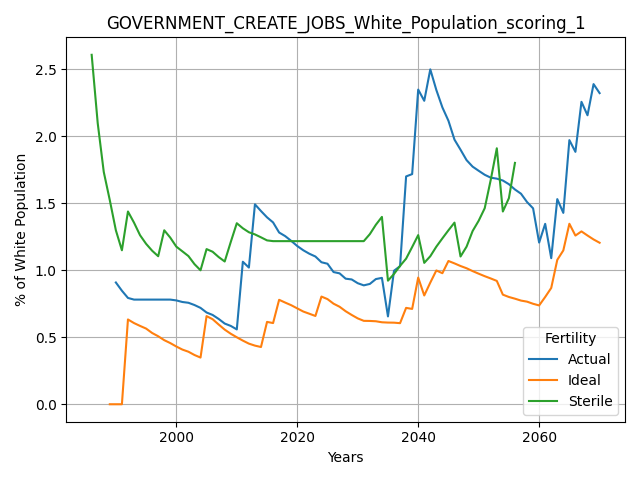 GOVERNMENT_CREATE_JOBS_White_Population_scoring_1
% of White Population
2.5
2.0
1.5
1.0
0.5
0.0
2000
2020
2040
2060
Years
Fertility
Actual
Ideal
Sterile